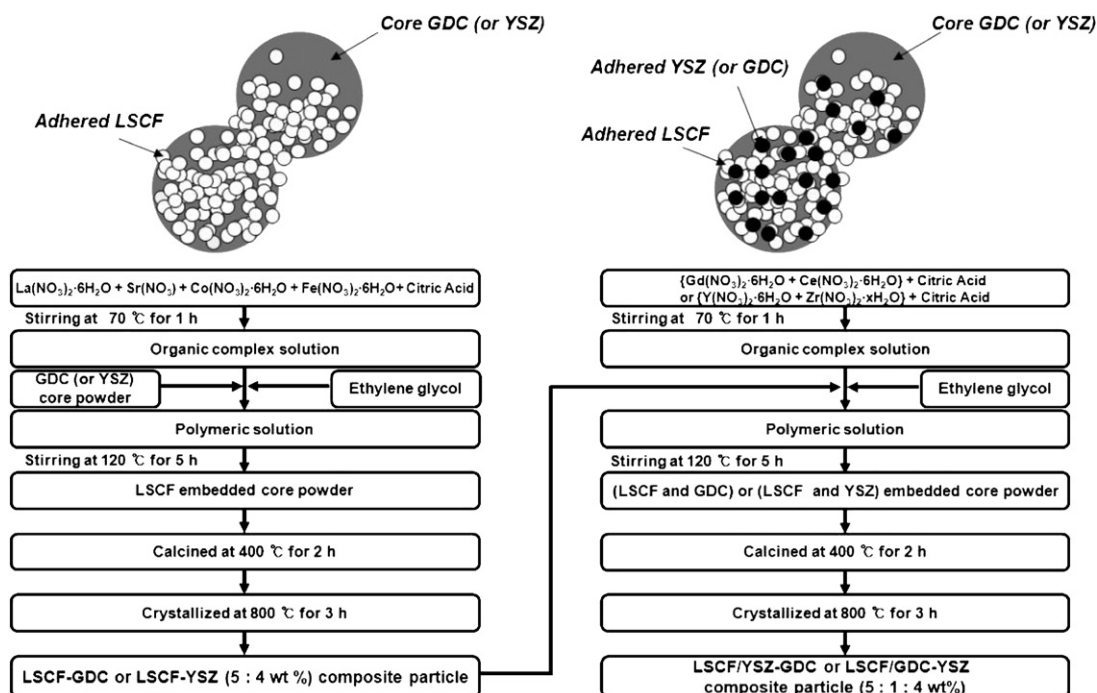 Core GDC (or YSZ)
Adhered LSCF
La(NO₃)₂·6H₂O + Sr(NO₃) + Co(NO₃)₂·6H₂O + Fe(NO₃)₂·6H₂O + Citric Acid
Stirring at 70 ℃ for 1 h
Organic complex solution
GDC (or YSZ)
core powder
Ethylene glycol
Polymeric solution
Stirring at 120 ℃ for 5 h
LSCF embedded core powder
Calcined at 400 ℃ for 2 h
Crystallized at 800 ℃ for 3 h
LSCF-GDC or LSCF-YSZ (5 : 4 wt %) composite particle
Core GDC (or YSZ)
Adhered YSZ (or GDC)
Adhered LSCF
{Gd(NO₃)₂·6H₂O + Ce(NO₃)₂·6H₂O} + Citric Acid
or {Y(NO₃)₂·6H₂O + Zr(NO₃)₂·xH₂O} + Citric Acid
Stirring at 70 ℃ for 1 h
Organic complex solution
Ethylene glycol
Polymeric solution
Stirring at 120 ℃ for 5 h
(LSCF and GDC) or (LSCF and YSZ) embedded core powder
Calcined at 400 ℃ for 2 h
Crystallized at 800 ℃ for 3 h
LSCF/YSZ-GDC or LSCF/GDC-YSZ
composite particle (5 : 1 : 4 wt%)